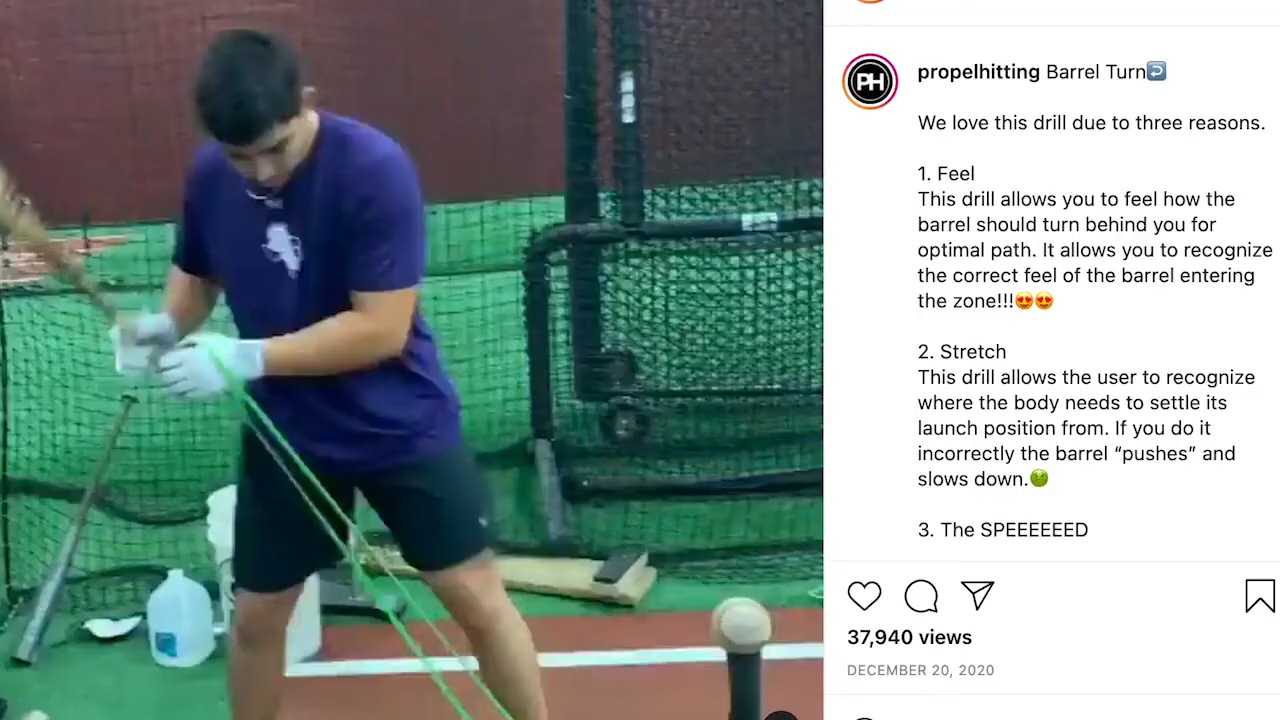 PH
propelhitting Barrel Turn↩️
We love this drill due to three reasons.
1. Feel
This drill allows you to feel how the
barrel should turn behind you for
optimal path. It allows you to recognize
the correct feel of the barrel entering
the zone!!!😍😍
2. Stretch
This drill allows the user to recognize
where the body needs to settle its
launch position from. If you do it
incorrectly the barrel “pushes” and
slows down.🤢
3. The SPEEEEEED
37,940 views
DECEMBER 20, 2020